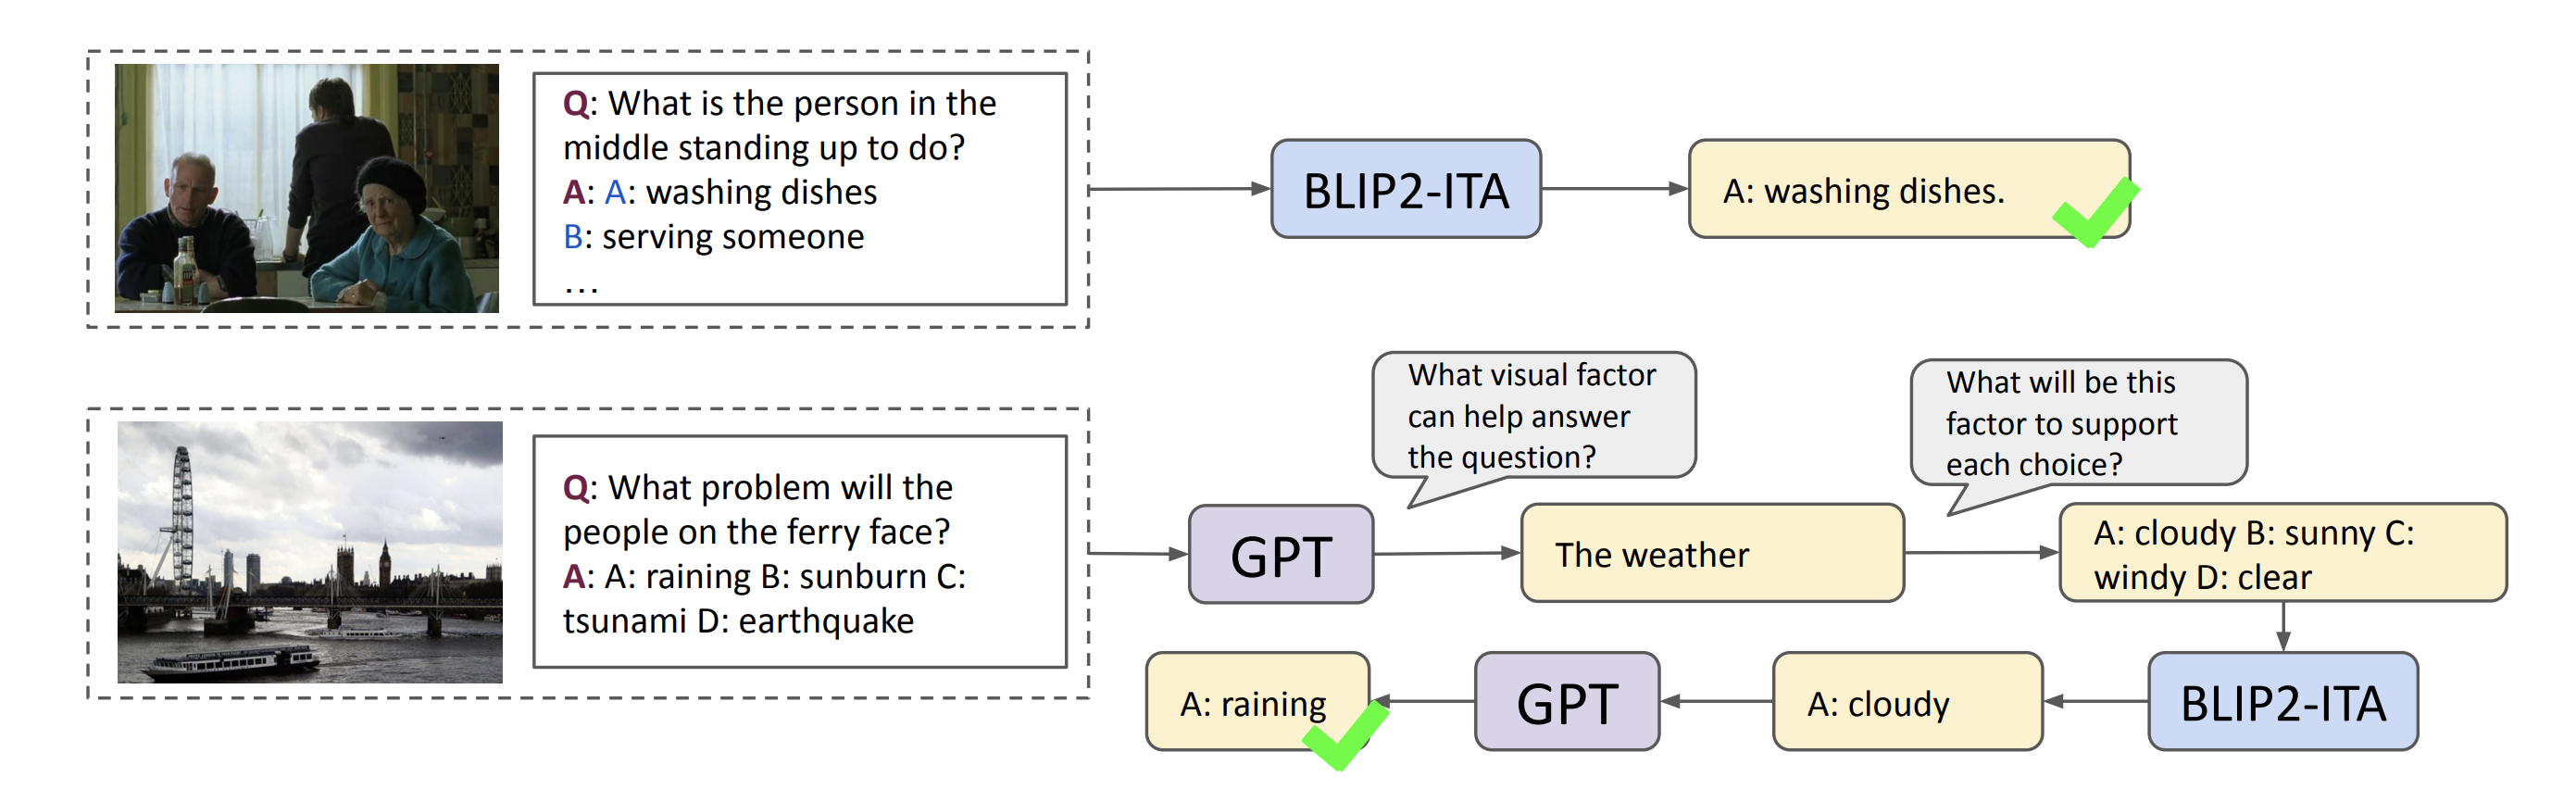 Q: What is the person in the
middle standing up to do?
A: A: washing dishes
B: serving someone
...
BLIP2-ITA
A: washing dishes.
Q: What problem will the
people on the ferry face?
A: A: raining B: sunburn C:
tsunami D: earthquake
GPT
What visual factor
can help answer
the question?
The weather
What will be this
factor to support
each choice?
A: cloudy B: sunny C:
windy D: clear
BLIP2-ITA
A: cloudy
GPT
A: raining